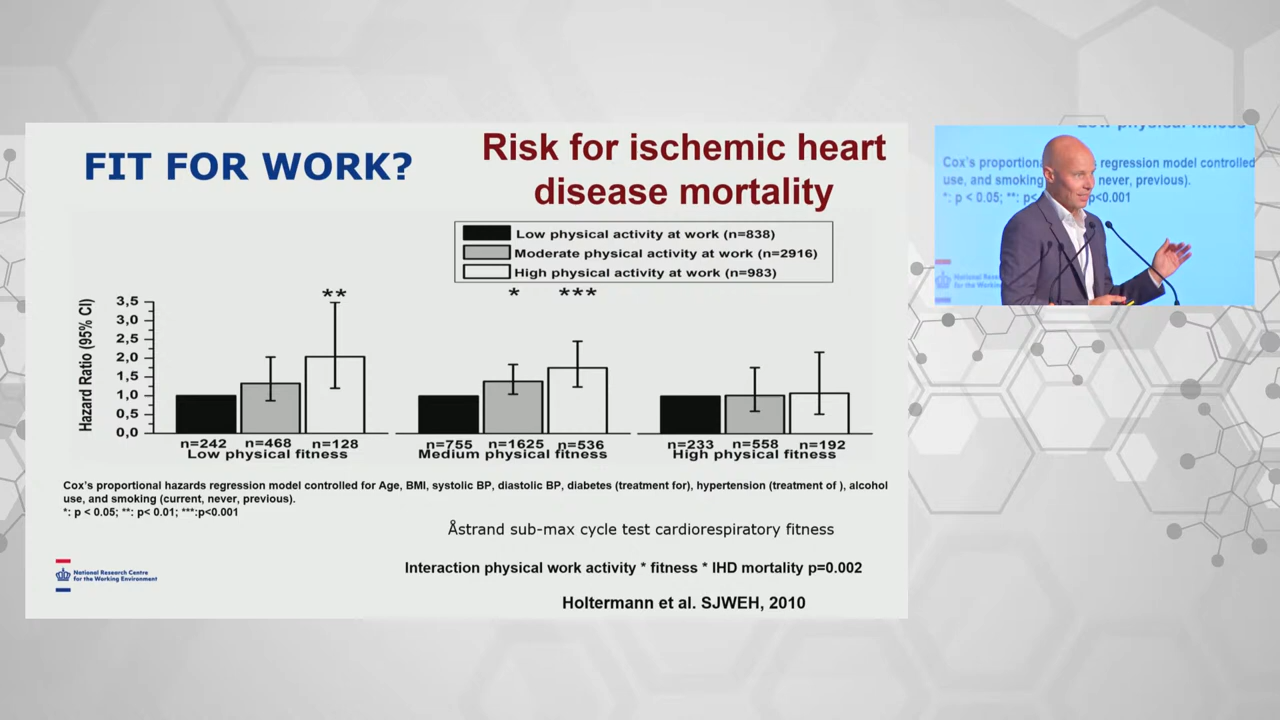 FIT FOR WORK?
Risk for ischemic heart
disease mortality
Low physical activity at work (n=838)
Moderate physical activity at work (n=2916)
High physical activity at work (n=983)
** * ***
Hazard Ratio (95% CI)
3,5
3,0
2,5
2,0
1,5
1,0
0,5
0,0
n=242 n=468 n=128
Low physical fitness
n=755 n=1625 n=536
Medium physical fitness
n=233 n=558 n=192
High physical fitness
Cox's proportional hazards regression model controlled for Age, BMI, systolic BP, diastolic BP, diabetes (treatment for), hypertension (treatment of ), alcohol
use, and smoking (current, never, previous).
*: p < 0.05; **: p< 0.01; ***:p<0.001
Åstrand sub-max cycle test cardiorespiratory fitness
Interaction physical work activity * fitness * IHD mortality p=0.002
Holtermann et al. SJWEH, 2010
National Research Centre
for the Working Environment
Low physical fitness
Cox's proportional regression model controlled
use, and smoking never, previous).
*: p < 0.05; **: p< p<0.001
National Resea
for the Working